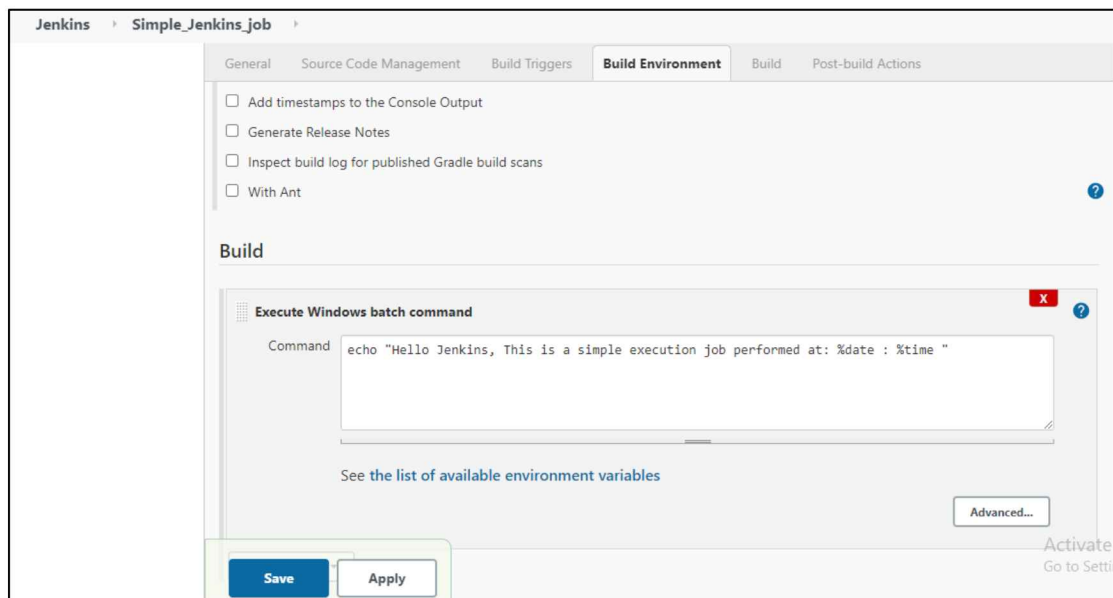 Jenkins Simple_Jenkins_job
General Source Code Management Build Triggers Build Environment Build Post-build Actions
Add timestamps to the Console Output
Generate Release Notes
Inspect build log for published Gradle build scans
With Ant
?
Build
X
Execute Windows batch command
?
Command
echo "Hello Jenkins, This is a simple execution job performed at: %date : %time "
See the list of available environment variables
Advanced...
Activate
Go to Setti
Save Apply